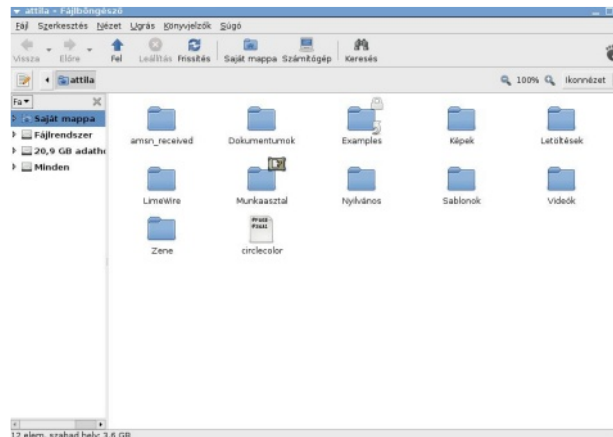 attila - Fájlböngésző
Fájl Szerkesztés Nézet Ugrás Könyvjelzők Súgó
Vissza Előre Fel Leállítás Frissítés Saját mappa Számítógép Keresés
attila 100% Ikonnézet
Fa
Saját mappa
Fájlrendszer
20,9 GB adatho
Minden
amsn_received Dokumentumok Examples Képek Letöltések
LimeWire Munkaasztal Nyilvános Sablonok Videók
Zene circlecolor
12 elem, szabad hely: 3,6 GB